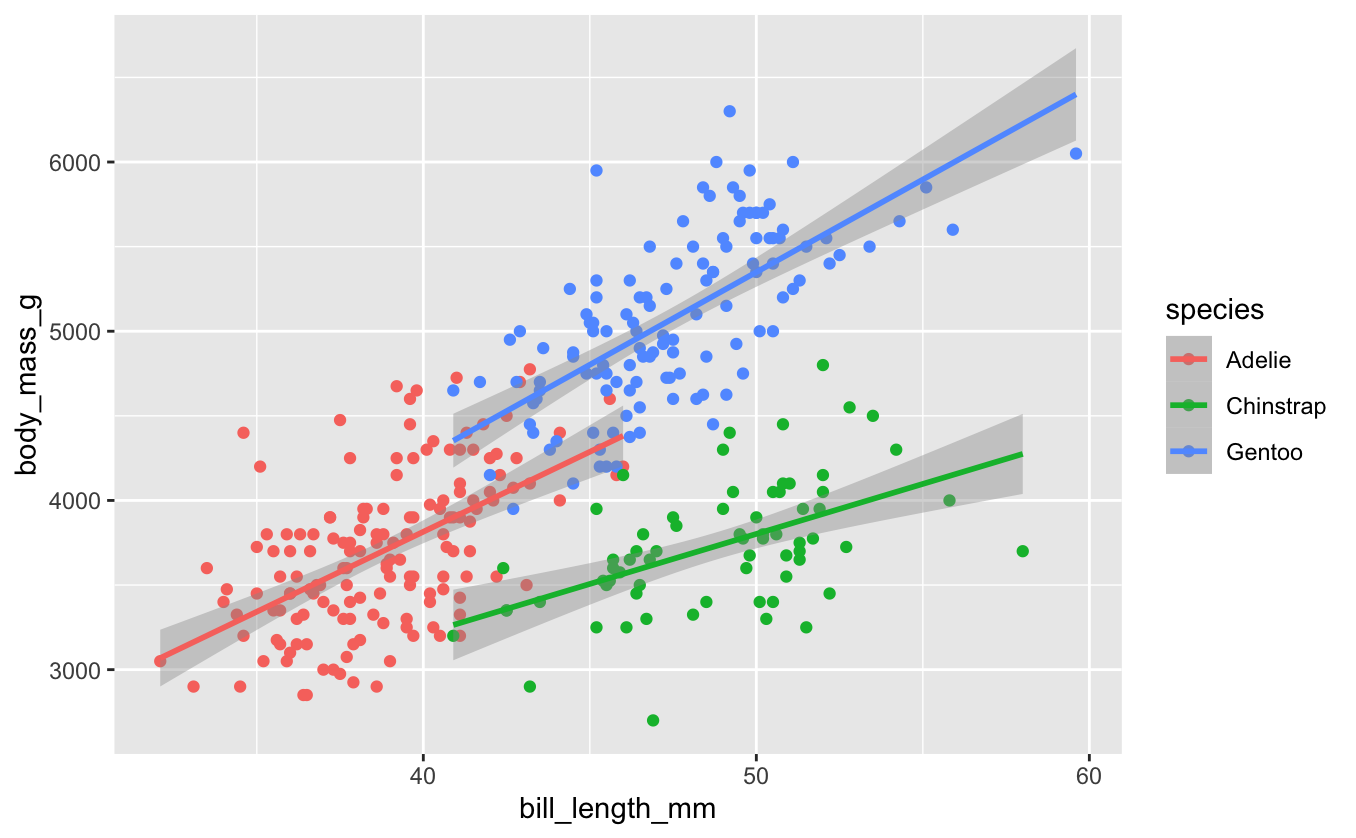 6000
5000
4000
3000
body_mass_g
40
50
60
bill_length_mm
species
Adelie
Chinstrap
Gentoo